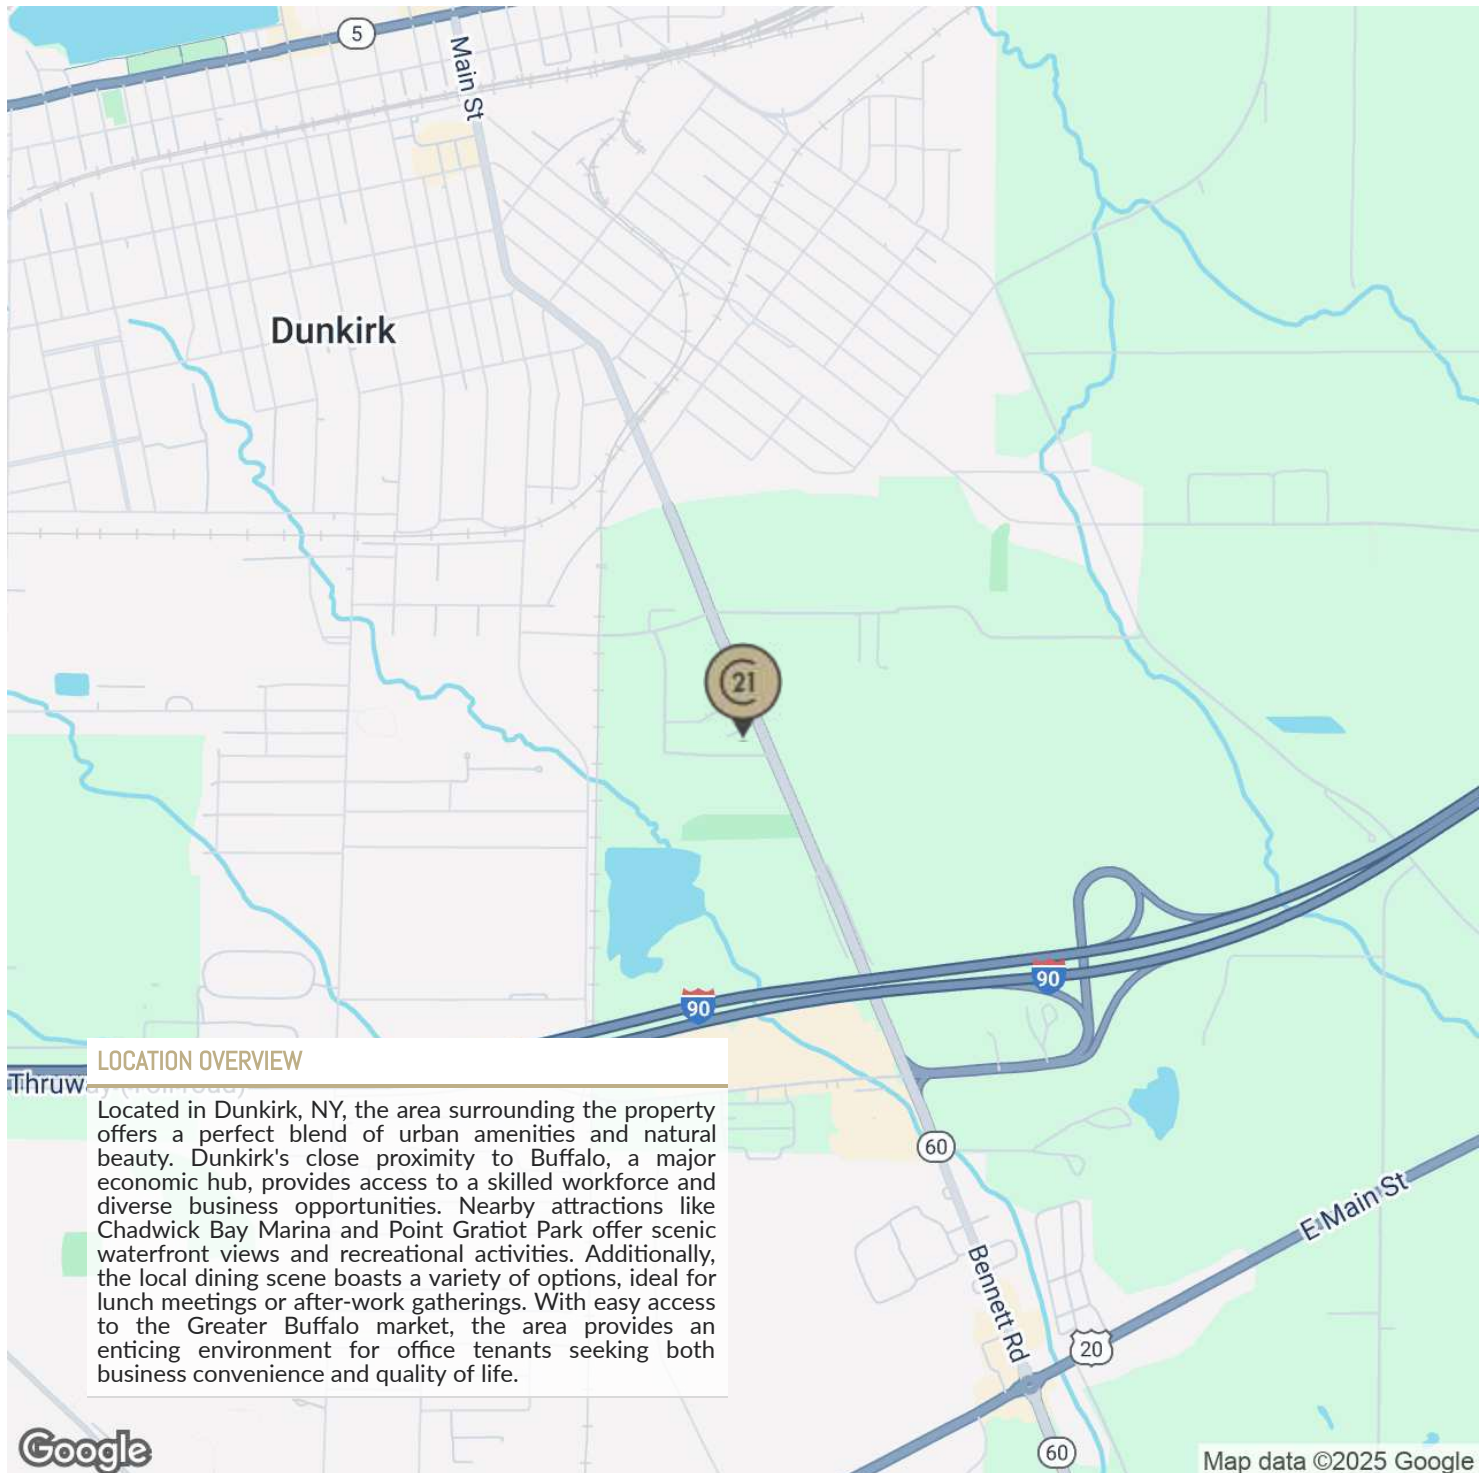 5
Main St
Dunkirk
21
90
90
LOCATION OVERVIEW
Thruway (Toll road)
Located in Dunkirk, NY, the area surrounding the property
offers a perfect blend of urban amenities and natural
beauty. Dunkirk's close proximity to Buffalo, a major
economic hub, provides access to a skilled workforce and
diverse business opportunities. Nearby attractions like
Chadwick Bay Marina and Point Gratiot Park offer scenic
waterfront views and recreational activities. Additionally,
the local dining scene boasts a variety of options, ideal for
lunch meetings or after-work gatherings. With easy access
to the Greater Buffalo market, the area provides an
enticing environment for office tenants seeking both
business convenience and quality of life.
60
E Main St
Bennett Rd
20
60
Google
Map data ©2025 Google